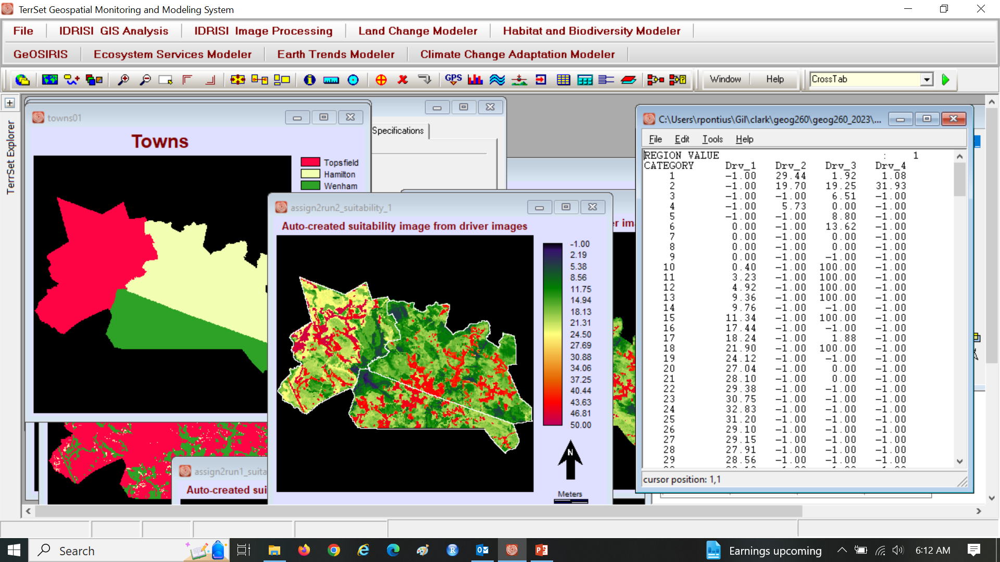 TerrSet Geospatial Monitoring and Modeling System
File IDRISI GIS Analysis IDRISI Image Processing Land Change Modeler Habitat and Biodiversity Modeler
GeOSIRIS Ecosystem Services Modeler Earth Trends Modeler Climate Change Adaptation Modeler
GPS Window Help CrossTab
TerrSet Explorer
towns01
Towns
Topsfield
Hamilton
Wenham
Specifications
assign2run2_suitability_1
Auto-created suitability image from driver images
-1.00
2.19
5.38
8.56
11.75
14.94
18.13
21.31
24.50
27.69
30.88
34.06
37.25
40.44
43.63
46.81
50.00
N
Meters
assign2run1_suita
Auto-created sui
r im
C:\Users\rpontius\Gil\clark\geog260\geog260_2023\...
File Edit Tools Help
REGION VALUE : 1
CATEGORY Drv_1 Drv_2 Drv_3 Drv_4
1 -1.00 29.44 1.92 1.08
2 -1.00 19.70 19.25 31.93
3 -1.00 -1.00 6.51 -1.00
4 -1.00 5.73 0.00 -1.00
5 -1.00 -1.00 8.80 -1.00
6 0.00 -1.00 13.62 -1.00
7 0.00 -1.00 0.00 -1.00
8 0.00 -1.00 0.00 -1.00
9 0.00 -1.00 -1.00 -1.00
10 0.40 -1.00 100.00 -1.00
11 3.23 -1.00 100.00 -1.00
12 4.92 -1.00 100.00 -1.00
13 9.36 -1.00 100.00 -1.00
14 9.76 -1.00 -1.00 -1.00
15 11.34 -1.00 100.00 -1.00
16 17.44 -1.00 -1.00 -1.00
17 18.24 -1.00 1.88 -1.00
18 21.90 -1.00 100.00 -1.00
19 24.12 -1.00 -1.00 -1.00
20 27.04 -1.00 0.00 -1.00
21 28.10 -1.00 0.00 -1.00
22 29.38 -1.00 -1.00 -1.00
23 30.75 -1.00 -1.00 -1.00
24 32.83 -1.00 -1.00 -1.00
25 31.20 -1.00 -1.00 -1.00
26 29.10 -1.00 -1.00 -1.00
27 29.15 -1.00 -1.00 -1.00
28 27.91 -1.00 -1.00 -1.00
29 28.56 -1.00 -1.00 -1.00
cursor position: 1,1
Search
Earnings upcoming
6:12 AM